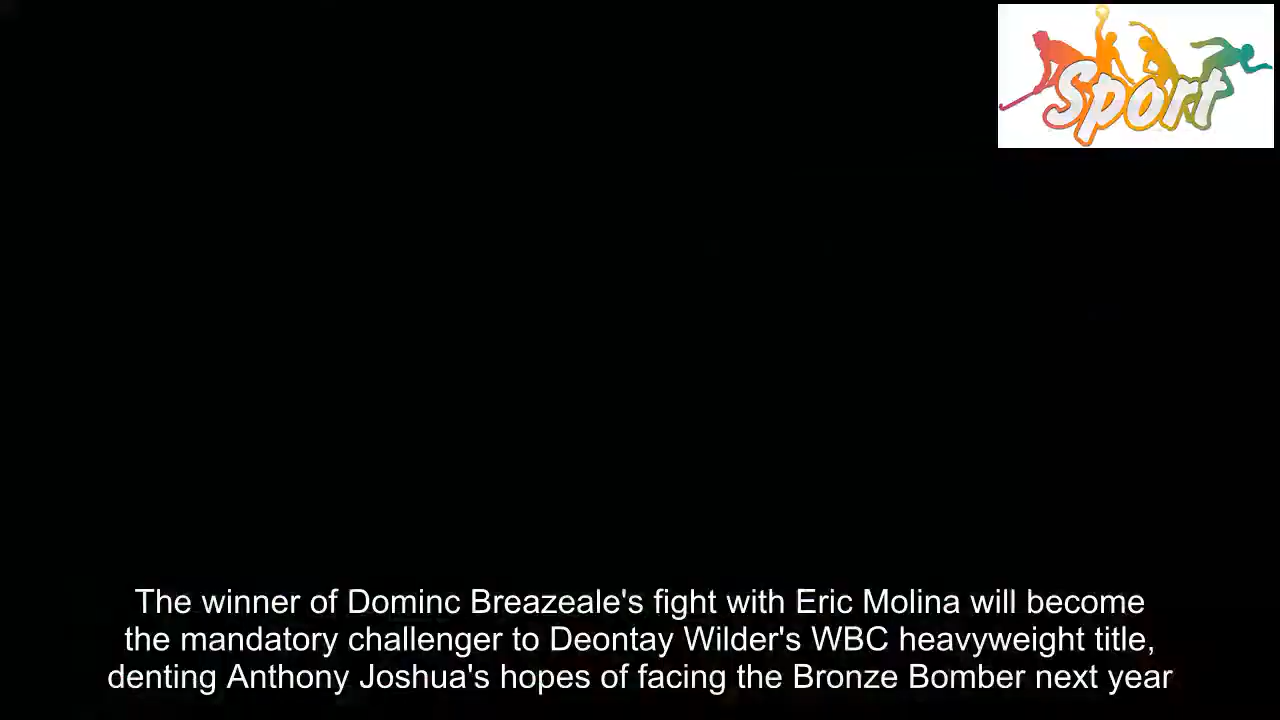 Sport
The winner of Dominc Breazeale's fight with Eric Molina will become
the mandatory challenger to Deontay Wilder's WBC heavyweight title,
denting Anthony Joshua's hopes of facing the Bronze Bomber next year